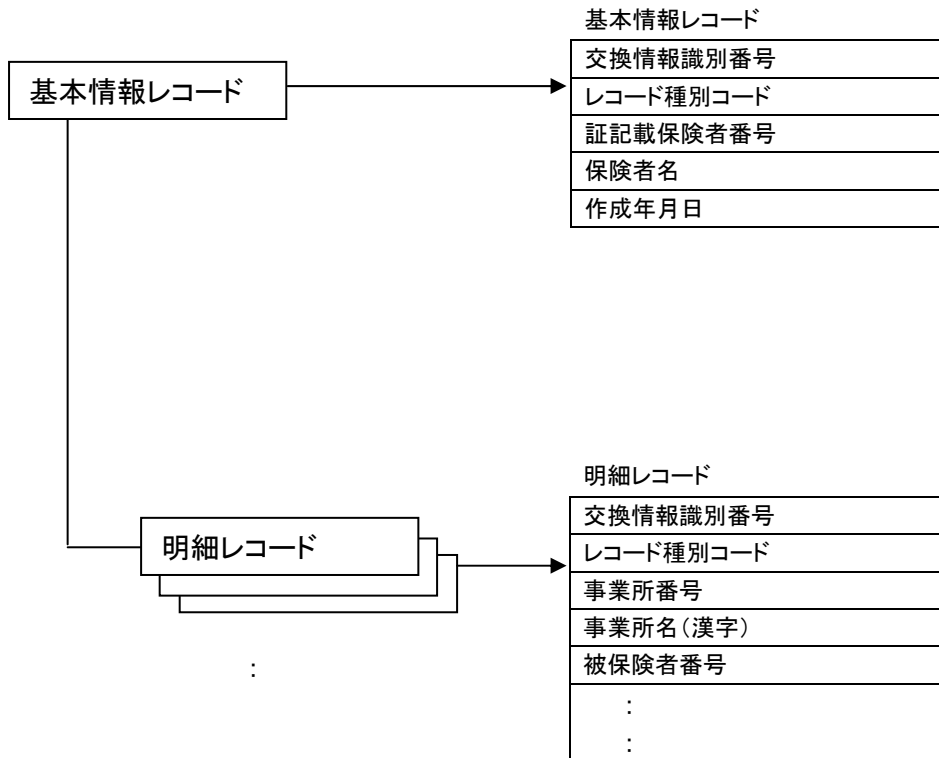 基本情報レコード
基本情報レコード
交換情報識別番号
レコード種別コード
証記載保険者番号
保険者名
作成年月日
明細レコード
明細レコード
交換情報識別番号
レコード種別コード
事業所番号
事業所名(漢字)
被保険者番号
:
:
: